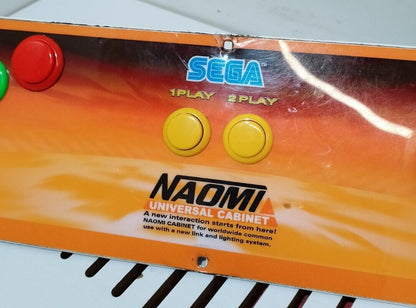 SEGA
1PLAY 2PLAY
NAOMI
UNIVERSAL CABINET
A new interaction starts from here!
NAOMI CABINET for worldwide common
use with a new link and lighting system.